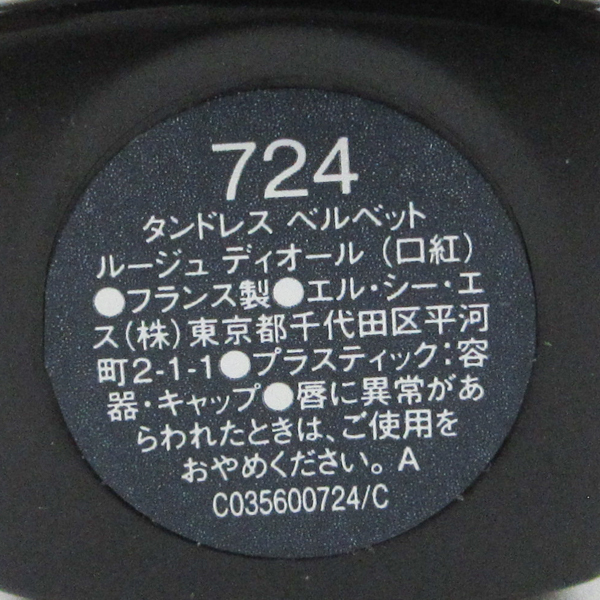 724
タンドレス ベルベット
ルージュ ディオール (口紅)
●フランス製●エル・シー・エ
ス(株)東京都千代田区平河
町2-1-1●プラスティック:容
器・キャップ●唇に異常があ
らわれたときは、ご使用を
おやめください。A
C035600724/C